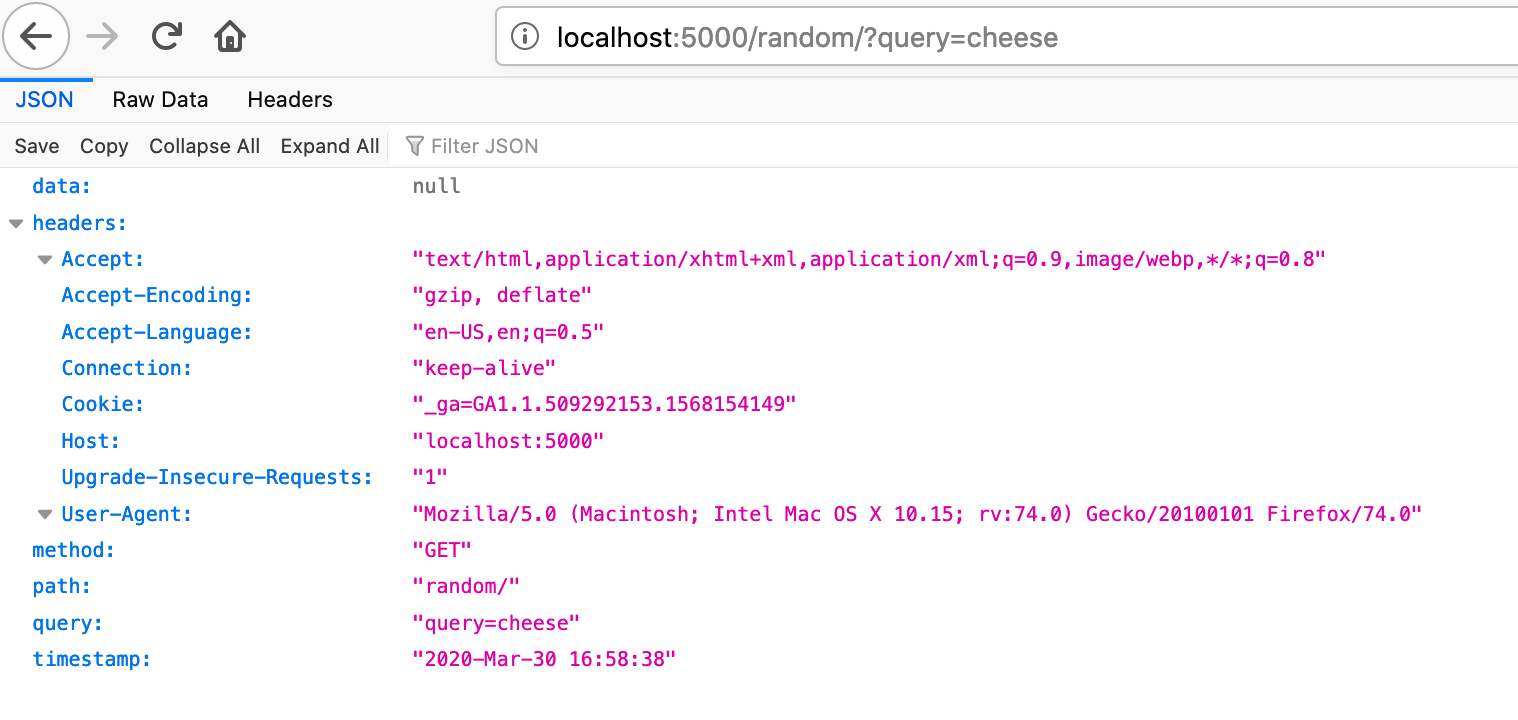 localhost:5000/random/?query=cheese
JSON Raw Data Headers
Save Copy Collapse All Expand All Filter JSON
data: null
headers:
Accept: "text/html,application/xhtml+xml,application/xml;q=0.9,image/webp,*/*;q=0.8"
Accept-Encoding: "gzip, deflate"
Accept-Language: "en-US,en;q=0.5"
Connection: "keep-alive"
Cookie: "_ga=GA1.1.509292153.1568154149"
Host: "localhost:5000"
Upgrade-Insecure-Requests: "1"
User-Agent: "Mozilla/5.0 (Macintosh; Intel Mac OS X 10.15; rv:74.0) Gecko/20100101 Firefox/74.0"
method: "GET"
path: "random/"
query: "query=cheese"
timestamp: "2020-Mar-30 16:58:38"